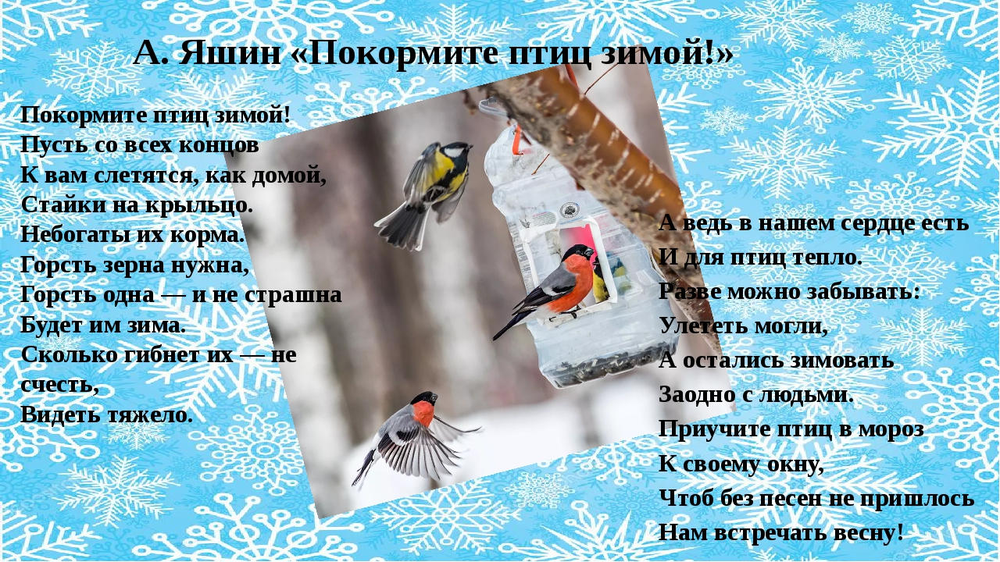 А. Яшин «Покормите птиц зимой!»
Покормите птиц зимой!
Пусть со всех концов
К вам слетятся, как домой,
Стайки на крыльцо.
Небогаты их корма.
Горсть зерна нужна,
Горсть одна — и не страшна
Будет им зима.
Сколько гибнет их — не
счесть,
Видеть тяжело.
А ведь в нашем сердце есть
И для птиц тепло.
Разве можно забывать:
Улететь могли,
А остались зимовать
Заодно с людьми.
Приучите птиц в мороз
К своему окну,
Чтоб без песен не пришлось
Нам встречать весну!